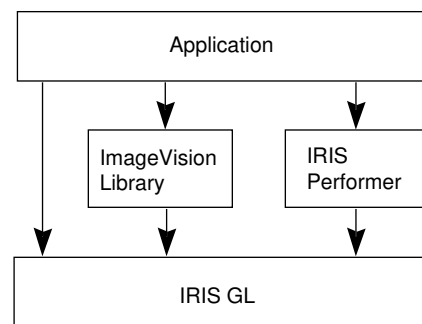 Application
ImageVision
Library
IRIS
Performer
IRIS GL